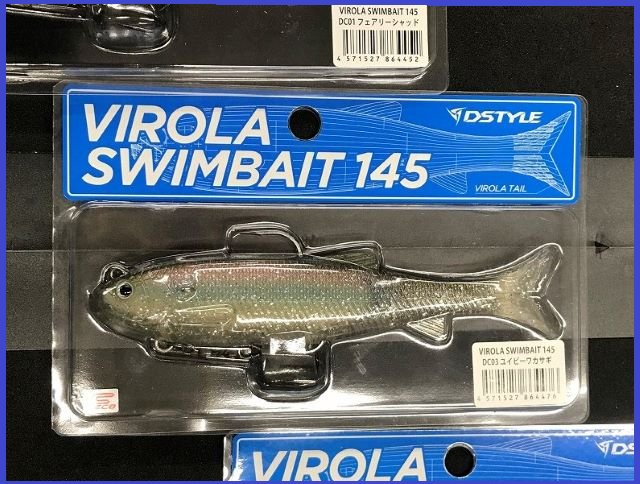 VIROLA SWIMBAIT 145
DC01 フェアリーシャッド
4 571527 864452
VIROLA
SWIMBAIT 145
DSTYLE
VIROLA TAIL
VIROLA SWIMBAIT 145
DC03 ユイピーワカサギ
4 571527 864476
VIROLA